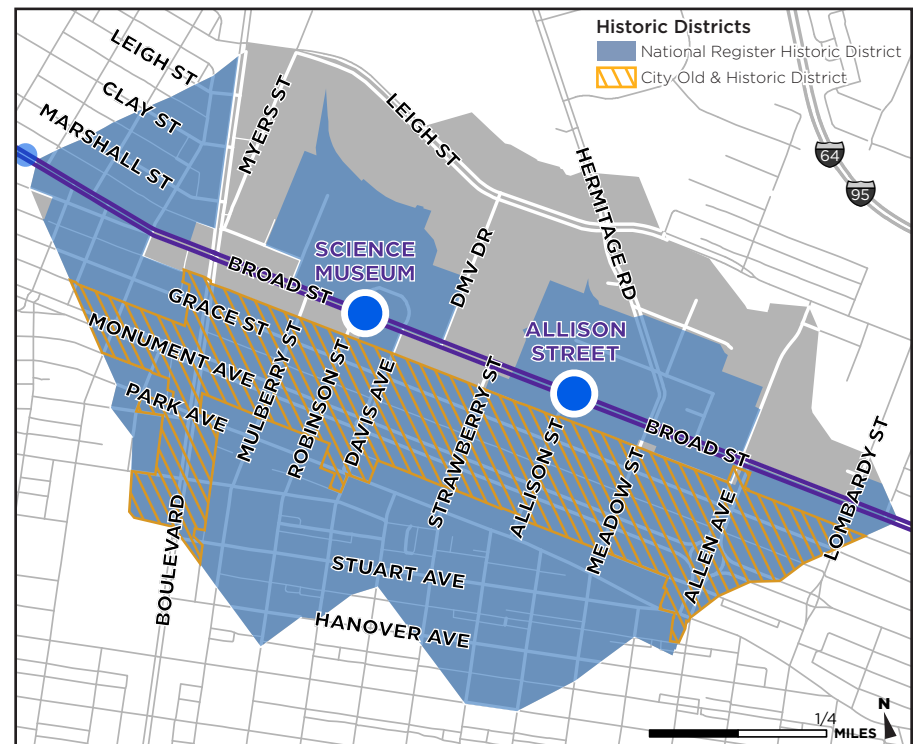 Historic Districts
National Register Historic District
City Old & Historic District
LEIGH ST
CLAY ST
MARSHALL ST
MYERS ST
LEIGH ST
HERMITAGE RD
64
95
DMV DR
SCIENCE
MUSEUM
BROAD ST
GRACE ST
MONUMENT AVE
PARK AVE
MULBERRY ST
ROBINSON ST
DAVIS AVE
STRAWBERRY ST
ALLISON
STREET
ALLISON ST
BROAD ST
MEADOW ST
ALLEN AVE
LOMBARDY ST
BOULEVARD
STUART AVE
HANOVER AVE
1/4
MILES
N